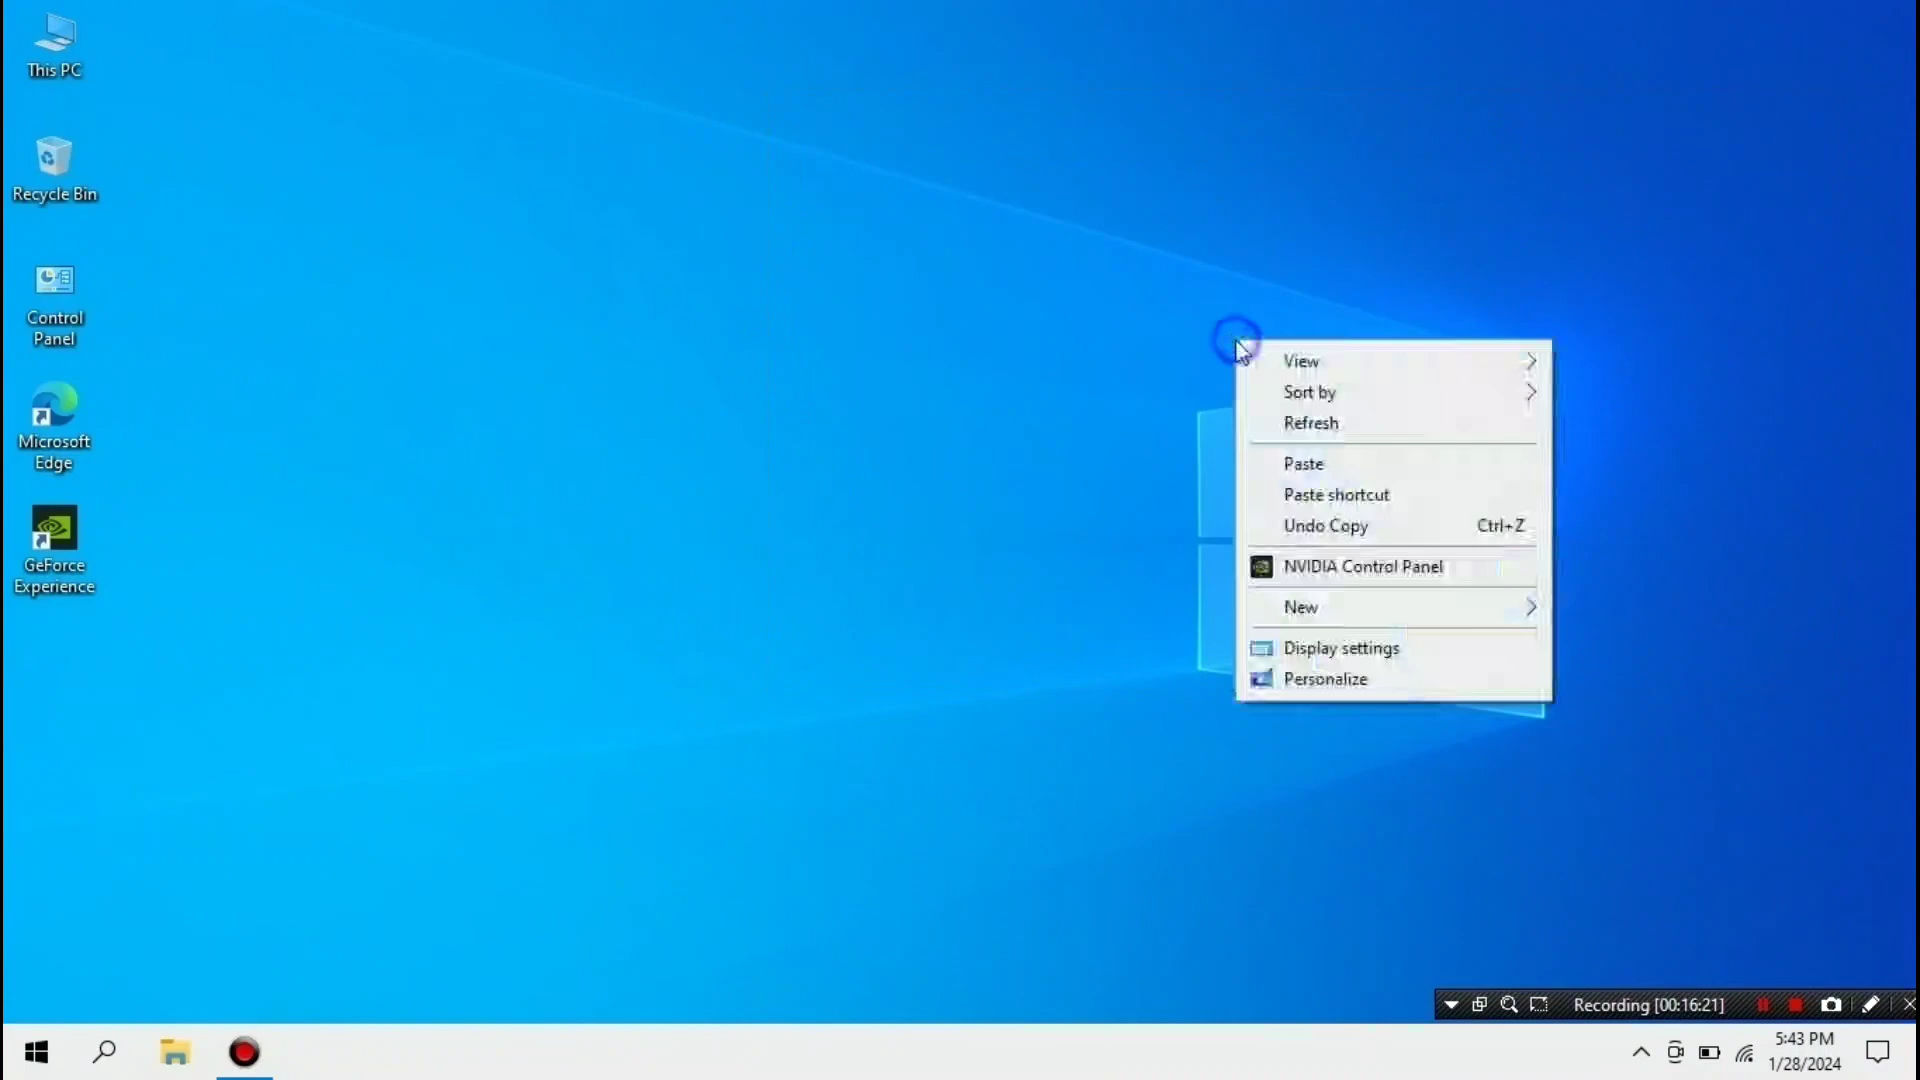 This PC
Recycle Bin
Control
Panel
Microsoft
Edge
GeForce
Experience
View
Sort by
Refresh
Paste
Paste shortcut
Undo Copy Ctrl+Z
NVIDIA Control Panel
New
Display settings
Personalize
Recording [00:16:21]
5:43 PM
1/28/2024